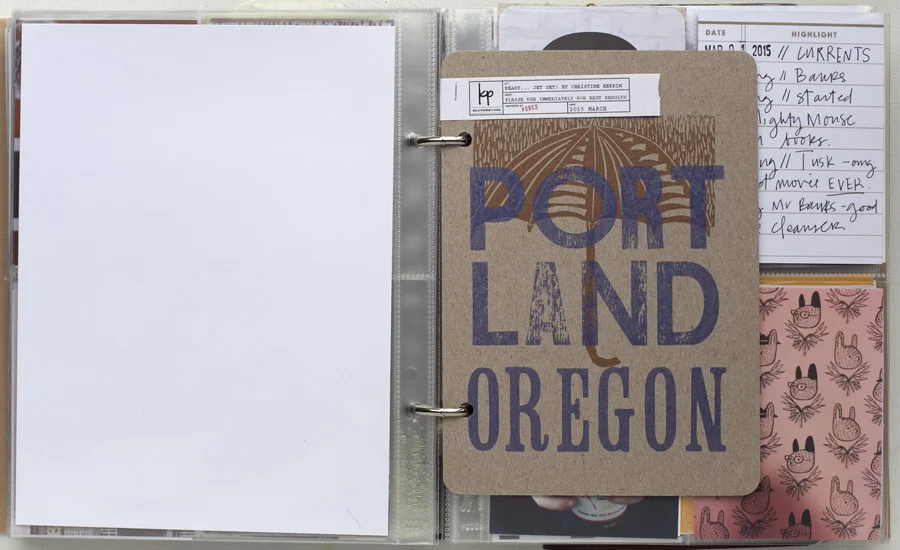 kp
READY... JET SET! BY CHRISTINE HERRIN
PLEASE USE IMMEDIATELY FOR BEST RESULTS
2015 MARCH
PORT
LAND
OREGON
DATE HIGHLIGHT
MAR 2015 // CURRENTS
// Banks
// started
Mighty Mouse
books.
// Tusk - omg
movie EVER.
Mr Banks - good
cleanser.